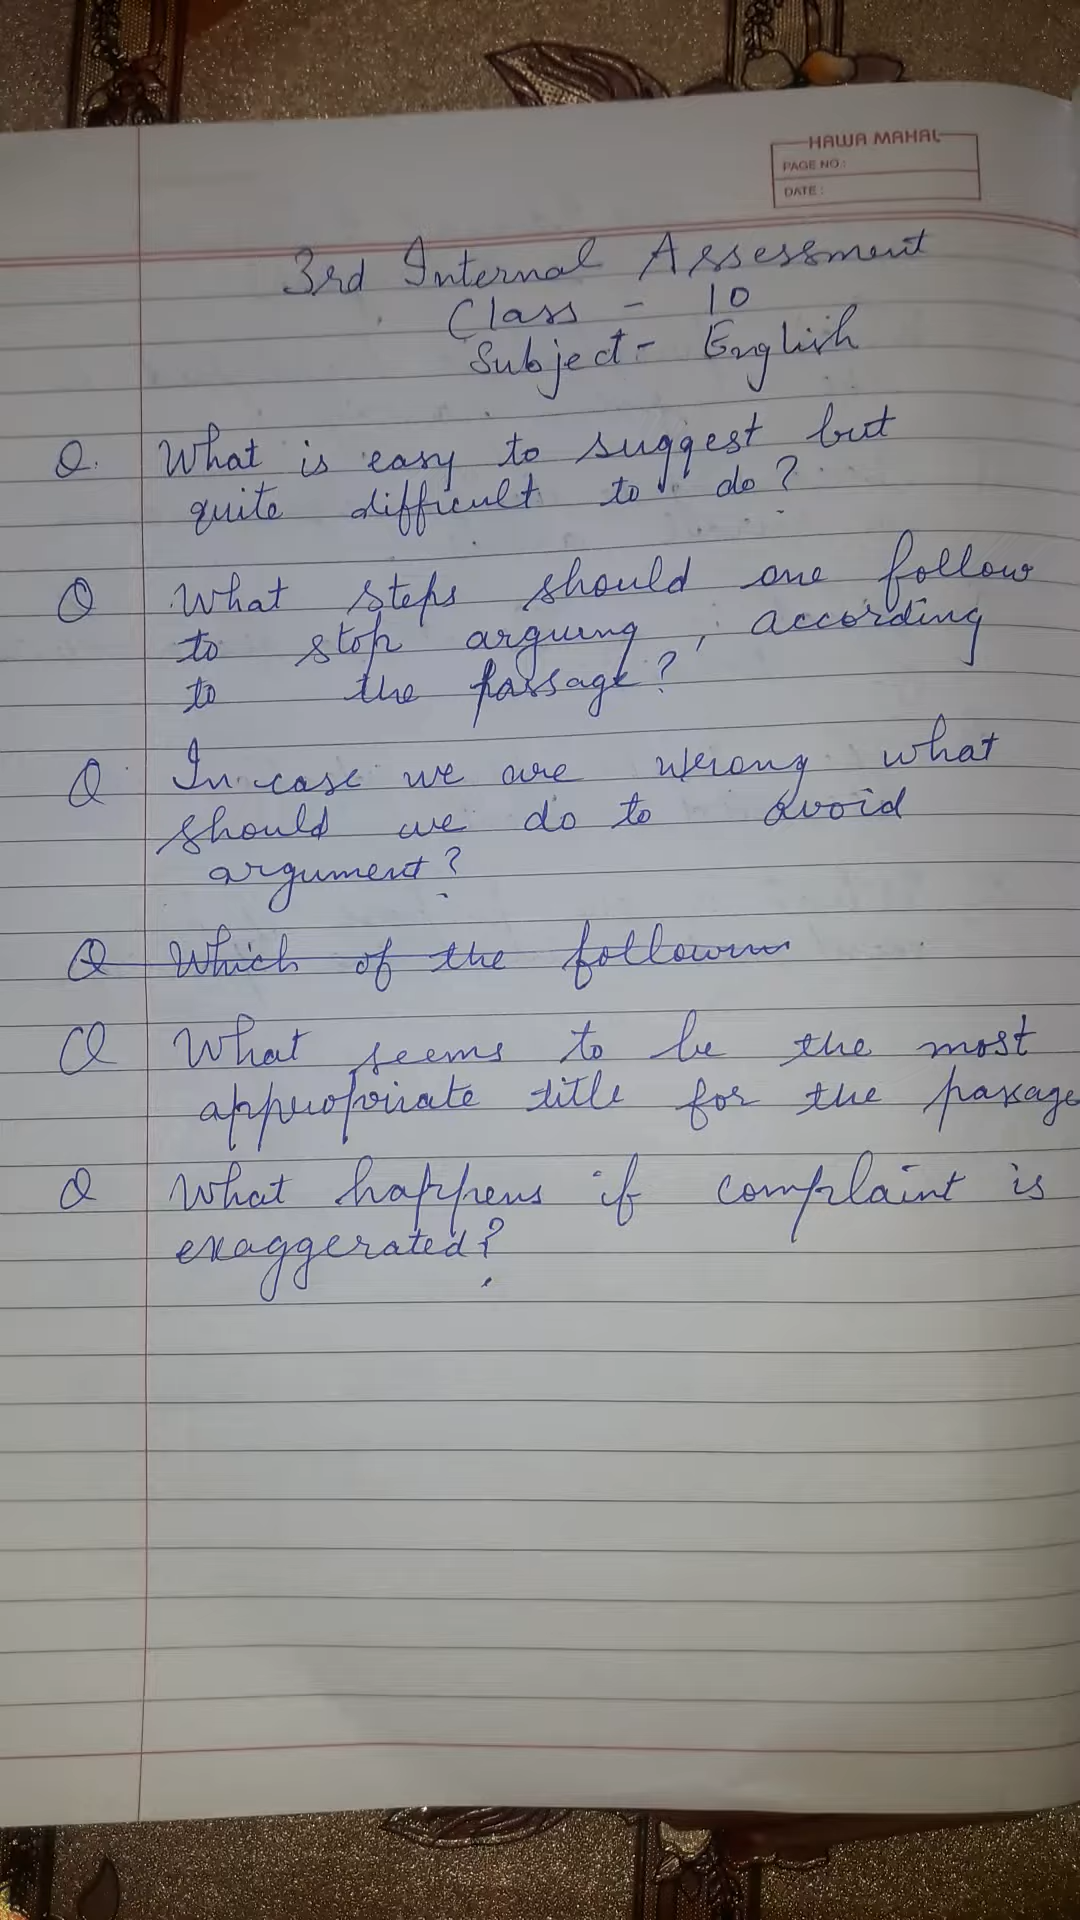 HAWA MAHAL
PAGE NO.:
DATE :
3rd Internal Assessment
Class - 10
Subject - English
Q. What is easy to suggest but
quite difficult to do?
Q What steps should one follow
to stop arguing, according
to the passage?
Q In case we are wrong what
should we do to avoid
argument?
Q Which of the followin
Q What seems to be the most
appropriate title for the passage
Q What happens if complaint is
exaggerated?